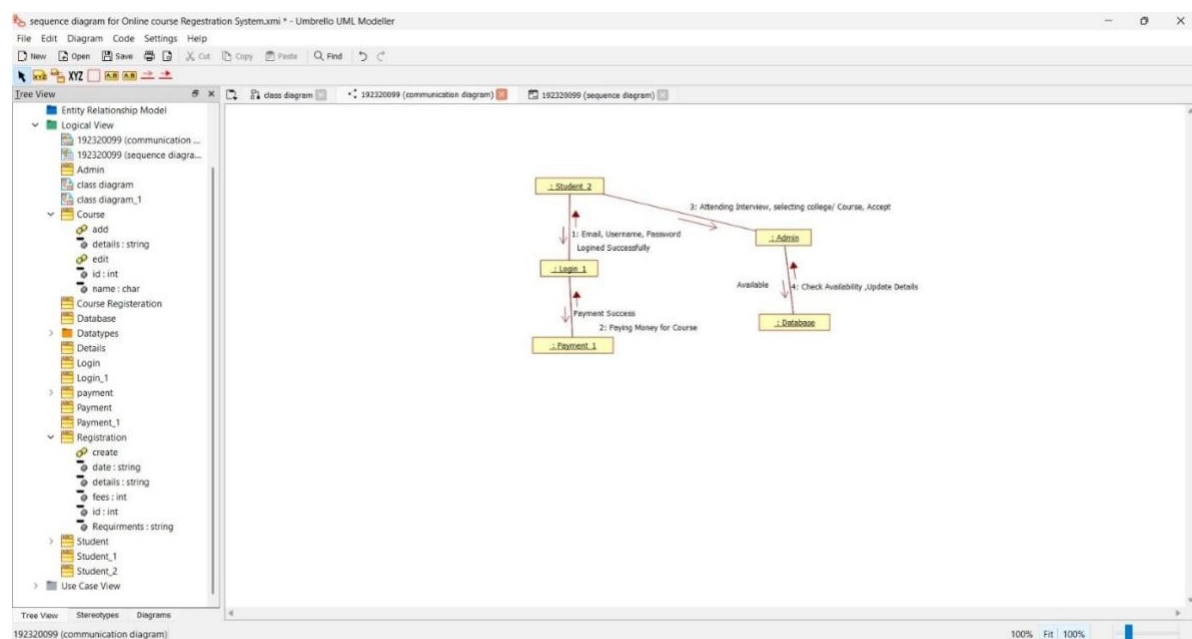 sequence diagram for Online course Regestration System.xmi * - Umbrello UML Modeller
File Edit Diagram Code Settings Help
New Open Save Cut Copy Paste Find
XYZ A.B A.B
Tree View
class diagram
192320099 (communication diagram)
192320099 (sequence diagram)
Entity Relationship Model
Logical View
192320099 (communication ...
192320099 (sequence diagra...
Admin
class diagram
class diagram_1
Course
add
details : string
edit
id : int
name : char
Course Registeration
Database
Datatypes
Details
Login
Login_1
payment
Payment
Payment_1
Registration
create
date : string
details : string
fees : int
id : int
Requirments : string
Student
Student_1
Student_2
Use Case View
Tree View Stereotypes Diagrams
: Student_2
3: Attending Interview, selecting college/ Course, Accept
1: Email, Username, Password
Logined Successfully
: Admin
: Login_1
Available
4: Check Availability ,Update Details
Payment Success
2: Paying Money for Course
: Database
: Payment_1
192320099 (communication diagram)
100% Fit 100%